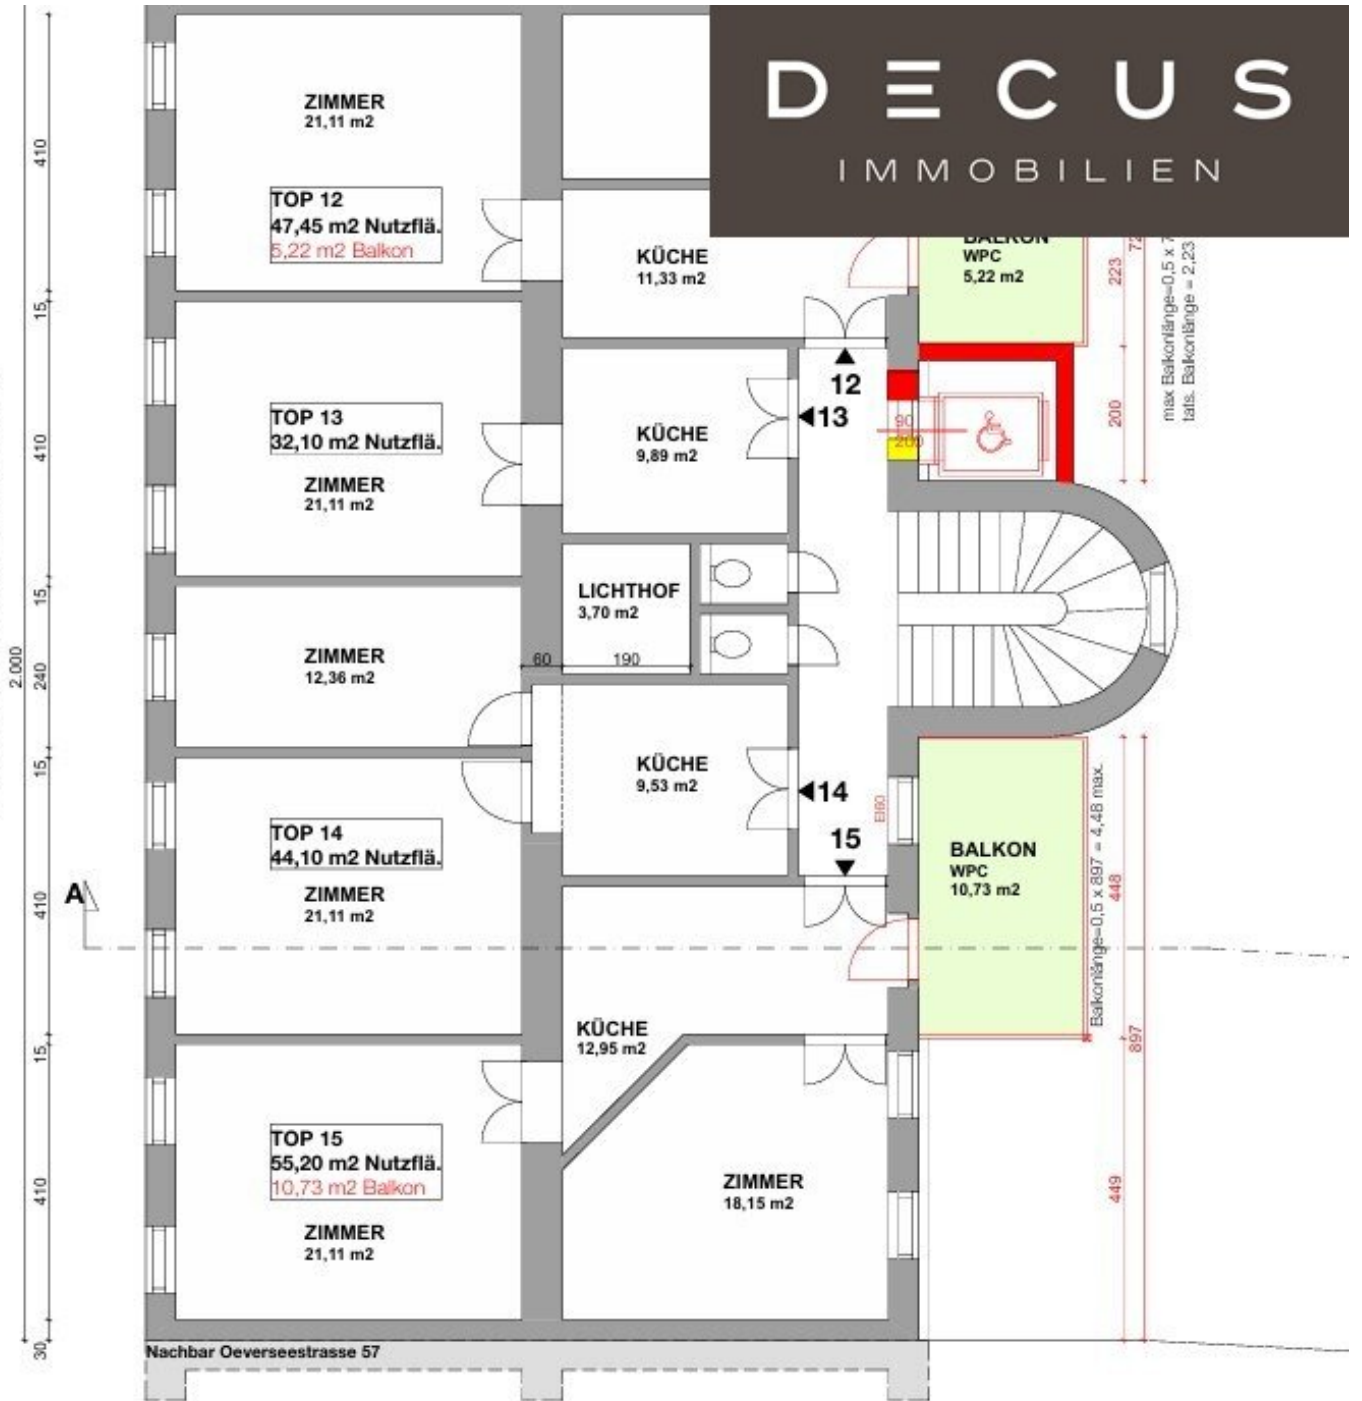 DECUS
IMMOBILIEN
ZIMMER
21,11 m2
TOP 12
47,45 m2 Nutzflä.
5,22 m2 Balkon
KÜCHE
11,33 m2
BALKON
WPC
5,22 m2
223
200
max Balkonlänge=0,5 x
tats. Balkonlänge = 2,23
12
13
90
200
TOP 13
32,10 m2 Nutzflä.
ZIMMER
21,11 m2
KÜCHE
9,89 m2
LICHTHOF
3,70 m2
60
190
ZIMMER
12,36 m2
KÜCHE
9,53 m2
14
15
EI60
TOP 14
44,10 m2 Nutzflä.
ZIMMER
21,11 m2
BALKON
WPC
10,73 m2
Balkonlänge=0,5 x 897 = 4,48 max.
448
897
449
A
KÜCHE
12,95 m2
TOP 15
55,20 m2 Nutzflä.
10,73 m2 Balkon
ZIMMER
21,11 m2
ZIMMER
18,15 m2
410
15
410
15
240
15
410
15
410
30
2.000
Nachbar Oeverseestrasse 57